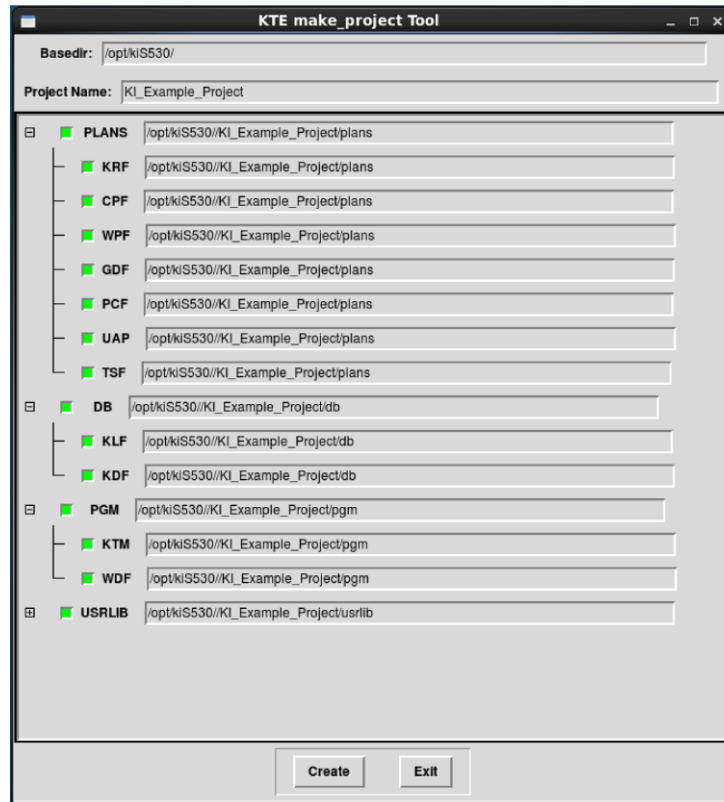 KTE make_project Tool
Basedir: /opt/kiS530/
Project Name: KI_Example_Project
PLANS /opt/kiS530//KI_Example_Project/plans
KRF /opt/kiS530//KI_Example_Project/plans
CPF /opt/kiS530//KI_Example_Project/plans
WPF /opt/kiS530//KI_Example_Project/plans
GDF /opt/kiS530//KI_Example_Project/plans
PCF /opt/kiS530//KI_Example_Project/plans
UAP /opt/kiS530//KI_Example_Project/plans
TSF /opt/kiS530//KI_Example_Project/plans
DB /opt/kiS530//KI_Example_Project/db
KLF /opt/kiS530//KI_Example_Project/db
KDF /opt/kiS530//KI_Example_Project/db
PGM /opt/kiS530//KI_Example_Project/pgm
KTM /opt/kiS530//KI_Example_Project/pgm
WDF /opt/kiS530//KI_Example_Project/pgm
USRLIB /opt/kiS530//KI_Example_Project/usrlib
Create Exit